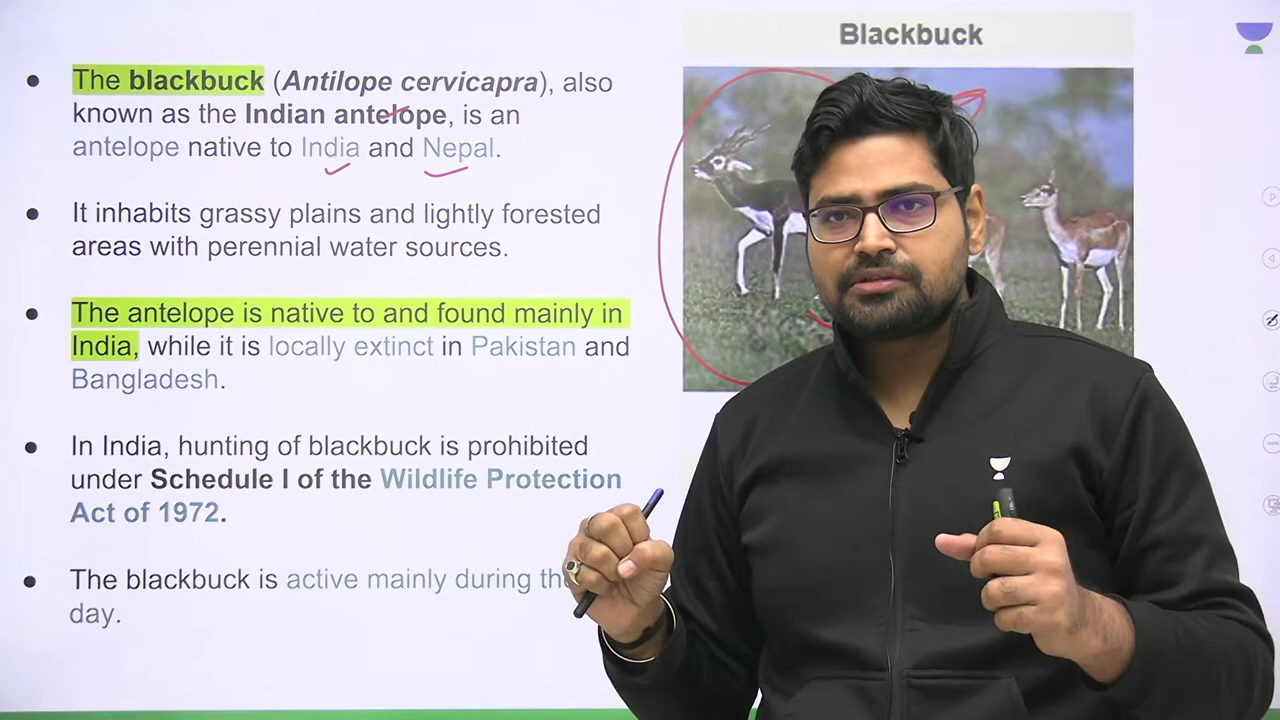 Blackbuck
The blackbuck (Antilope cervicapra), also
known as the Indian antelope, is an
antelope native to India and Nepal.
It inhabits grassy plains and lightly forested
areas with perennial water sources.
The antelope is native to and found mainly in
India, while it is locally extinct in Pakistan and
Bangladesh.
In India, hunting of blackbuck is prohibited
under Schedule I of the Wildlife Protection
Act of 1972.
The blackbuck is active mainly during th
day.